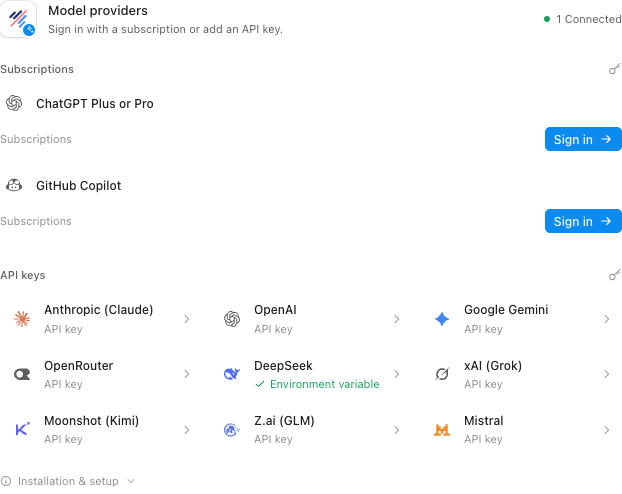 Model providers
Sign in with a subscription or add an API key.
1 Connected
Subscriptions
ChatGPT Plus or Pro
Subscriptions
Sign in
GitHub Copilot
Subscriptions
Sign in
API keys
Anthropic (Claude)
API key
OpenAI
API key
Google Gemini
API key
OpenRouter
API key
DeepSeek
Environment variable
xAI (Grok)
API key
Moonshot (Kimi)
API key
Z.ai (GLM)
API key
Mistral
API key
Installation & setup